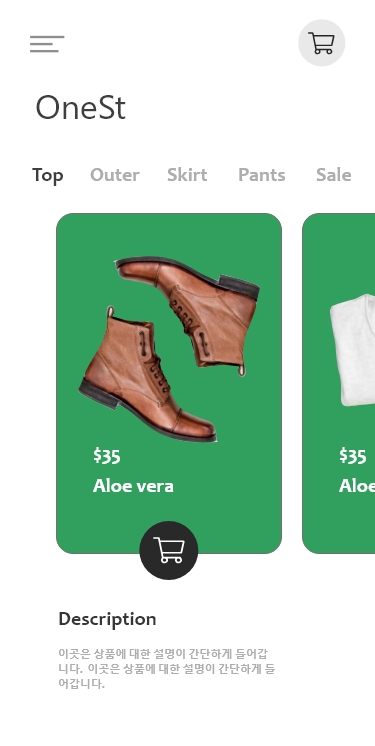 OneSt
Top Outer Skirt Pants Sale
$35 $35
Aloe vera Aloe
Description
이곳은 상품에 대한 설명이 간단하게 들어갑
니다. 이곳은 상품에 대한 설명이 간단하게 들
어갑니다.